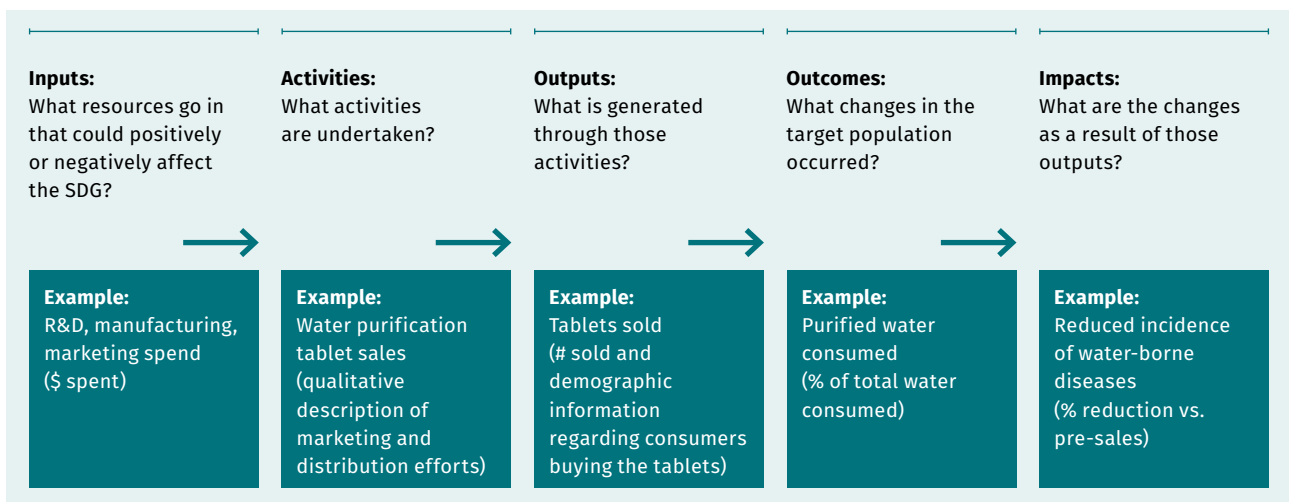 Inputs:
What resources go in
that could positively
or negatively affect
the SDG?
Activities:
What activities
are undertaken?
Outputs:
What is generated
through those
activities?
Outcomes:
What changes in the
target population
occurred?
Impacts:
What are the changes
as a result of those
outputs?
Example:
R&D, manufacturing,
marketing spend
($ spent)
Example:
Water purification
tablet sales
(qualitative
description of
marketing and
distribution efforts)
Example:
Tablets sold
(# sold and
demographic
information
regarding consumers
buying the tablets)
Example:
Purified water
consumed
(% of total water
consumed)
Example:
Reduced incidence
of water-borne
diseases
(% reduction vs.
pre-sales)